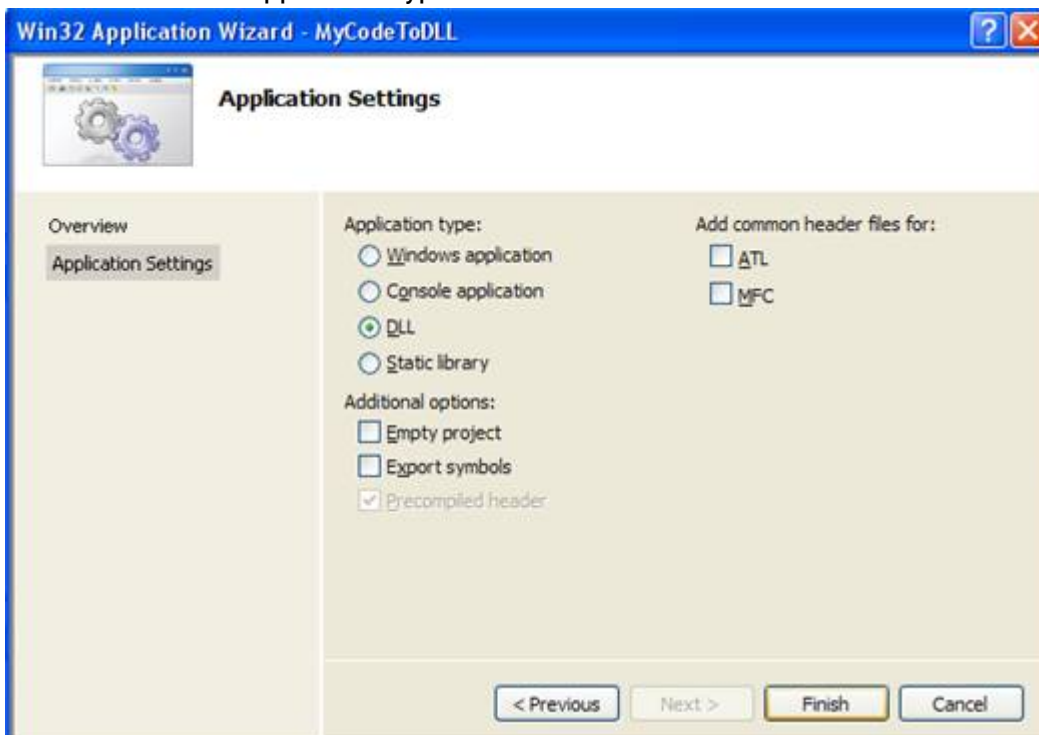 Win32 Application Wizard - MyCodeToDLL
Application Settings
Overview
Application Settings
Application type:
Windows application
Console application
DLL
Static library
Additional options:
Empty project
Export symbols
Precompiled header
Add common header files for:
ATL
MFC
< Previous
Next >
Finish
Cancel